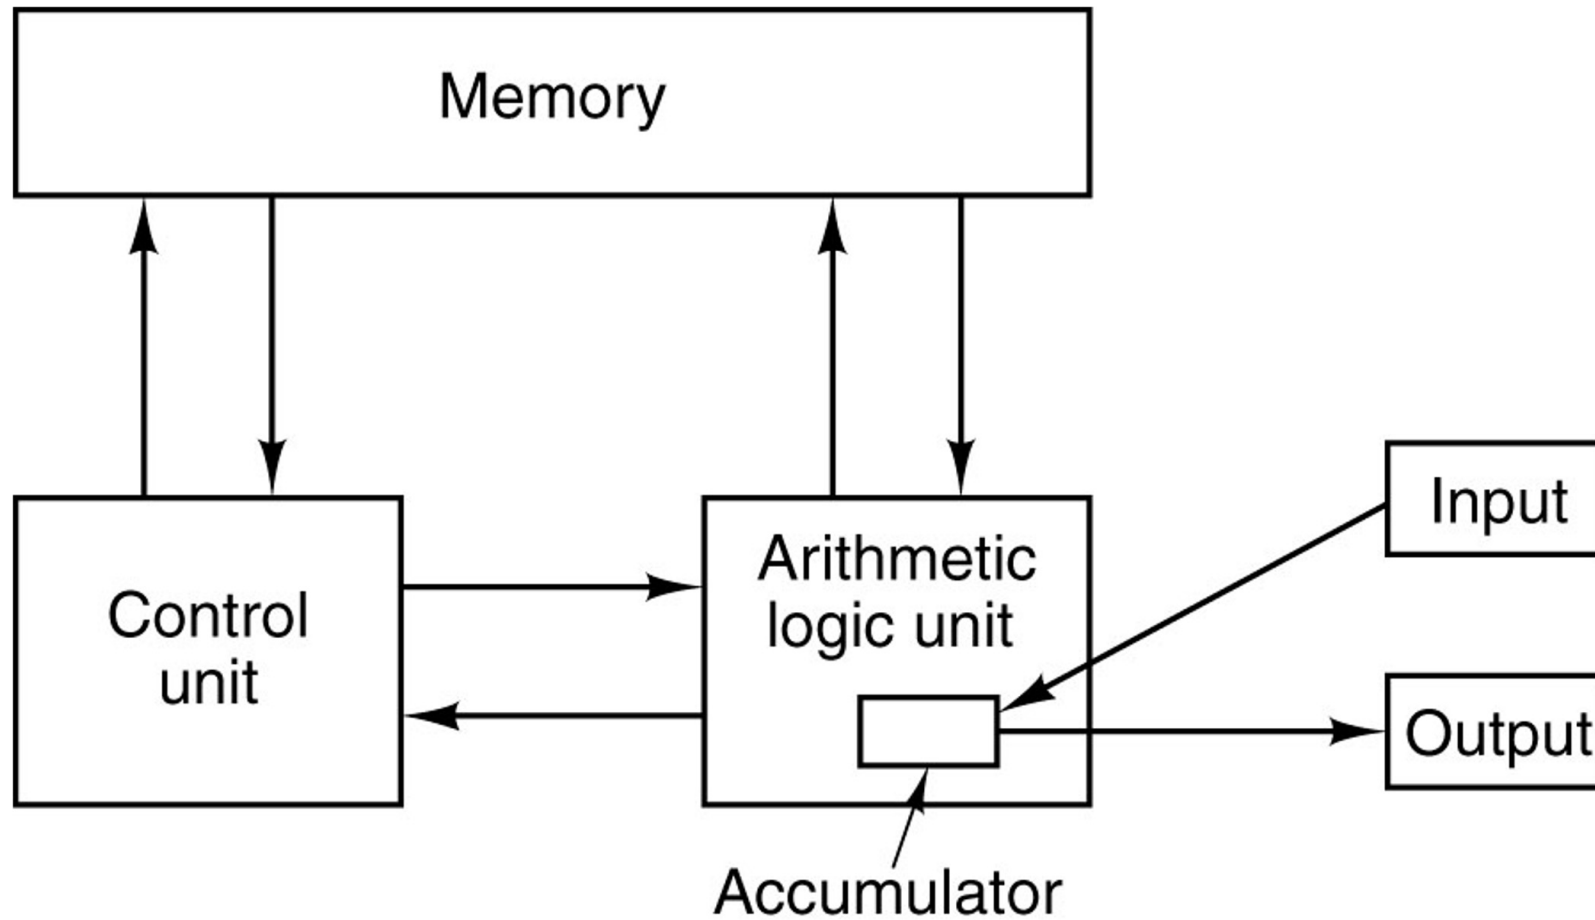 Memory
Control
unit
Arithmetic
logic unit
Input
Output
Accumulator